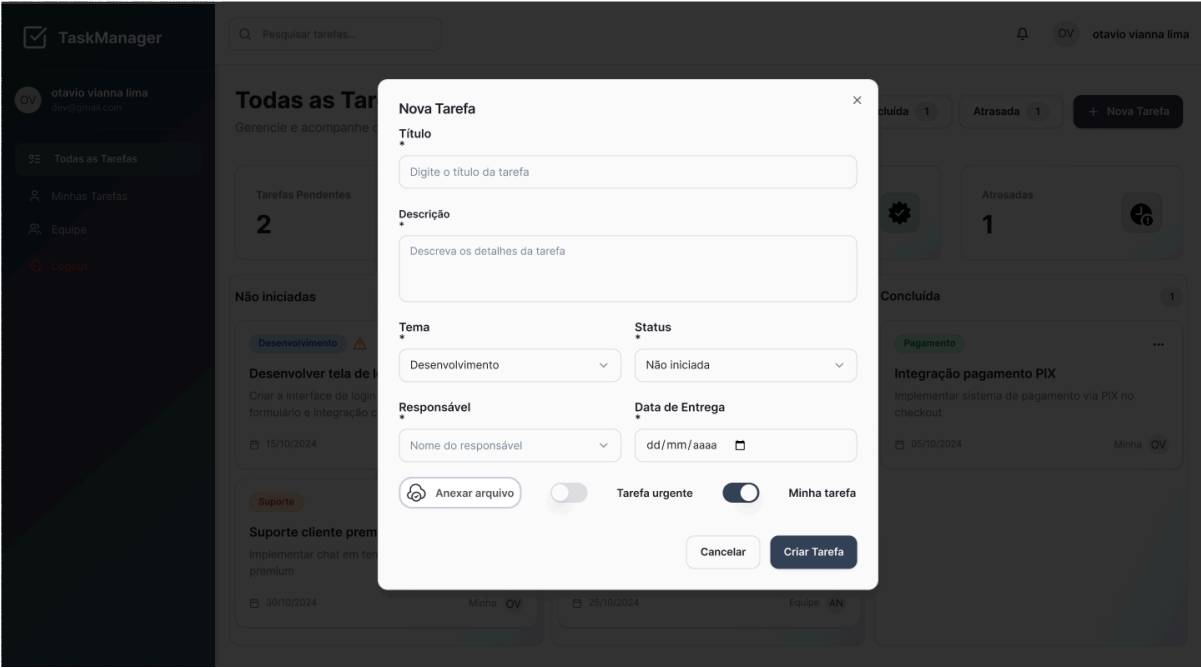 TaskManager
Pesquisar tarefas...
OV
otavio vianna lima
OV
otavio vianna lima
dev@gmail.com
Todas as Tarefas
Minhas Tarefas
Equipe
Logout
Todas as Tar
Gerencie e acompanhe
cluída 1
Atrasada 1
+ Nova Tarefa
Tarefas Pendentes
2
Atrasadas
1
Não iniciadas
Concluída
1
Desenvolvimento
Desenvolver tela de l
Criar a interface de login
formulário e integração c
15/10/2024
Suporte
Suporte cliente prem
Implementar chat em ten
premium
30/10/2024
Minha OV
25/10/2024
Equipe AN
Pagamento
...
Integração pagamento PIX
Implementar sistema de pagamento via PIX no
checkout
05/10/2024
Minha OV
Nova Tarefa
Título
*
Digite o título da tarefa
Descrição
*
Descreva os detalhes da tarefa
Tema
*
Desenvolvimento
Status
*
Não iniciada
Responsável
*
Nome do responsável
Data de Entrega
*
dd/mm/aaaa
Anexar arquivo
Tarefa urgente
Minha tarefa
Cancelar
Criar Tarefa